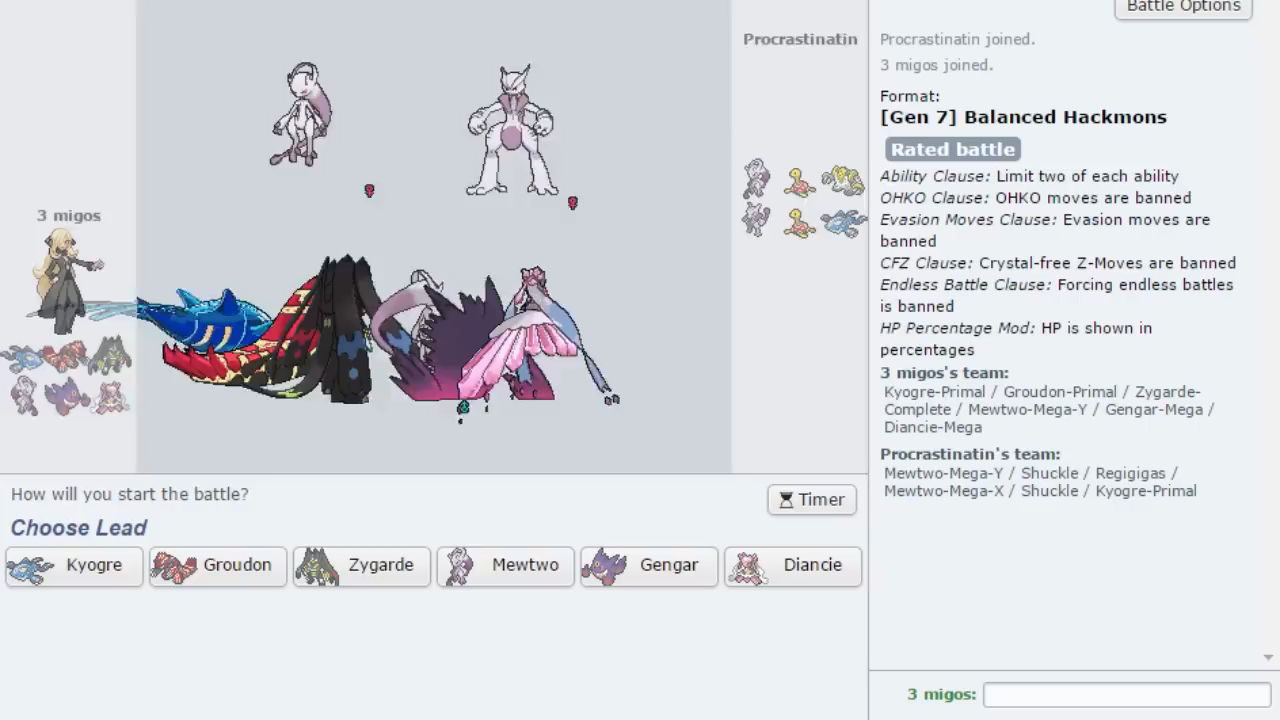 Battle Options
Procrastinatin
Procrastinatin joined.
3 migos joined.
Format:
[Gen 7] Balanced Hackmons
Rated battle
Ability Clause: Limit two of each ability
OHKO Clause: OHKO moves are banned
Evasion Moves Clause: Evasion moves are
banned
CFZ Clause: Crystal-free Z-Moves are banned
Endless Battle Clause: Forcing endless battles
is banned
HP Percentage Mod: HP is shown in
percentages
3 migos's team:
Kyogre-Primal / Groudon-Primal / Zygarde-
Complete / Mewtwo-Mega-Y / Gengar-Mega /
Diancie-Mega
Procrastinatin's team:
Mewtwo-Mega-Y / Shuckle / Regigigas /
Mewtwo-Mega-X / Shuckle / Kyogre-Primal
3 migos
How will you start the battle?
Timer
Choose Lead
Kyogre
Groudon
Zygarde
Mewtwo
Gengar
Diancie
3 migos: